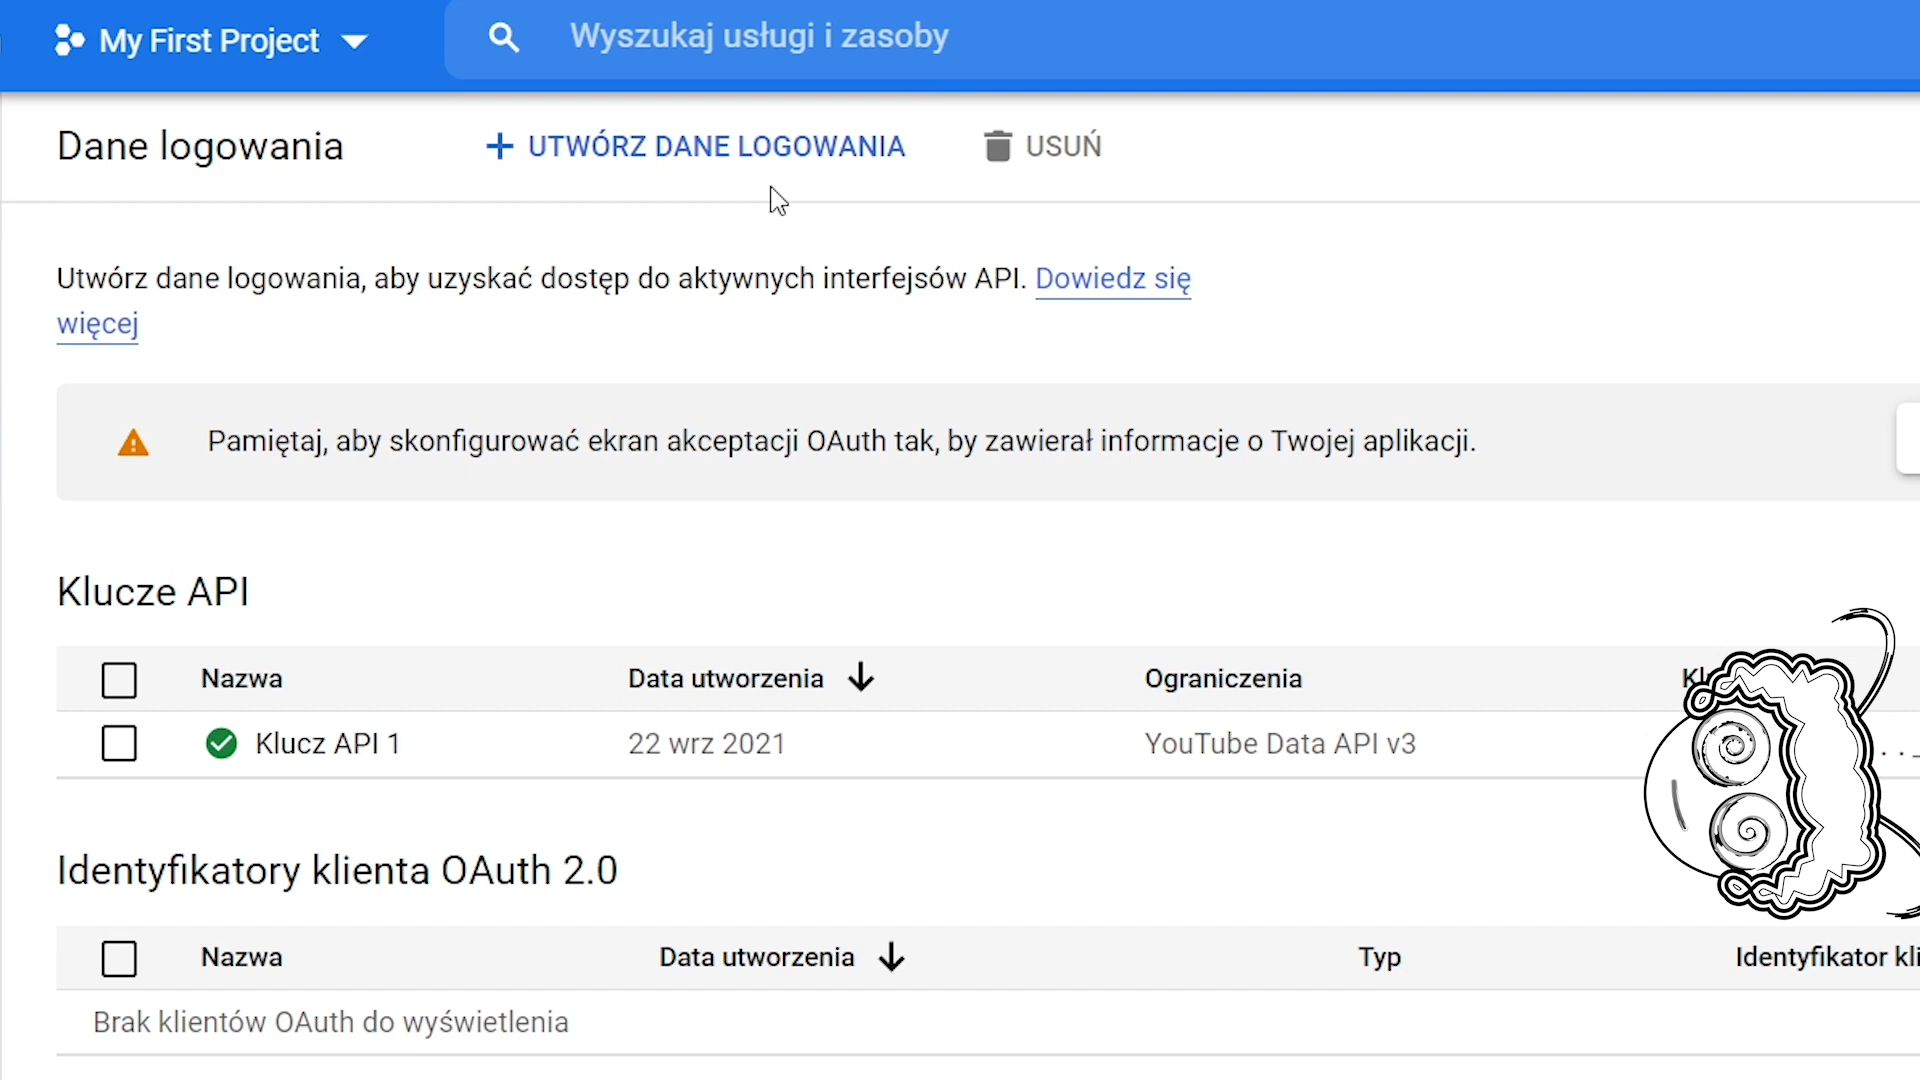 My First Project
Wyszukaj usługi i zasoby
Dane logowania
UTWÓRZ DANE LOGOWANIA
USUŃ
Utwórz dane logowania, aby uzyskać dostęp do aktywnych interfejsów API. Dowiedz się
więcej
Pamiętaj, aby skonfigurować ekran akceptacji OAuth tak, by zawierał informacje o Twojej aplikacji.
Klucze API
Nazwa Data utworzenia Ograniczenia
Klucz API 1 22 wrz 2021 YouTube Data API v3
Identyfikatory klienta OAuth 2.0
Nazwa Data utworzenia Typ Identyfikator
Brak klientów OAuth do wyświetlenia